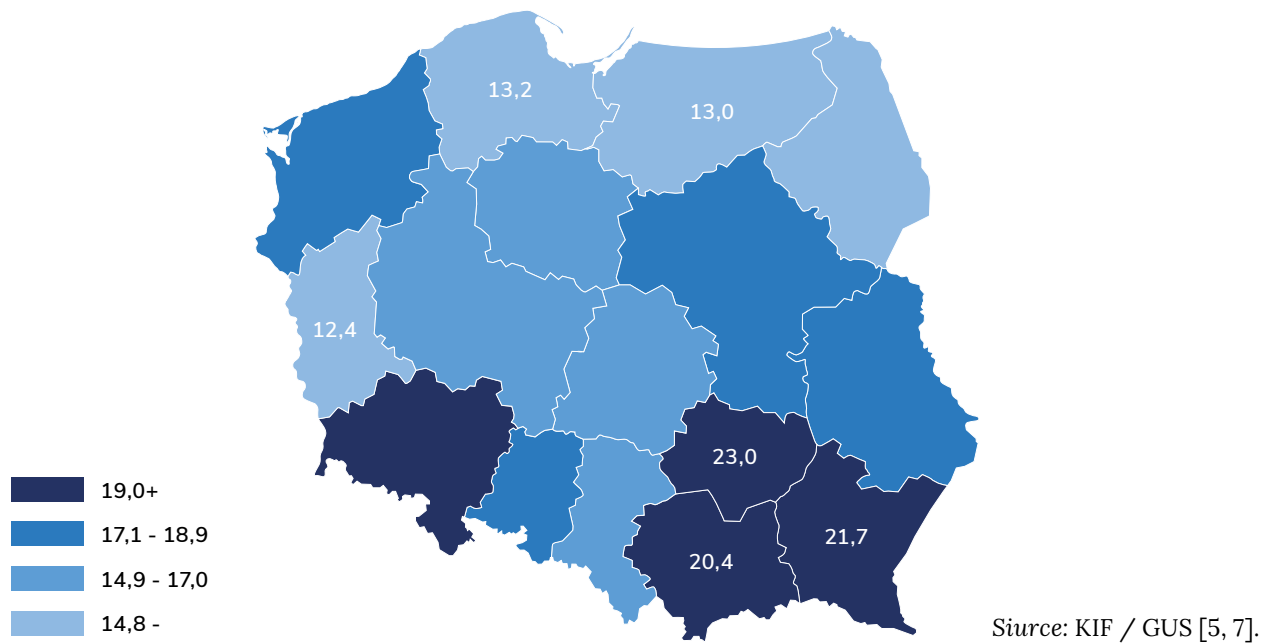 13,2
13,0
12,4
23,0
21,7
20,4
19,0+
17,1 - 18,9
14,9 - 17,0
14,8 -
Siurce: KIF / GUS [5, 7].